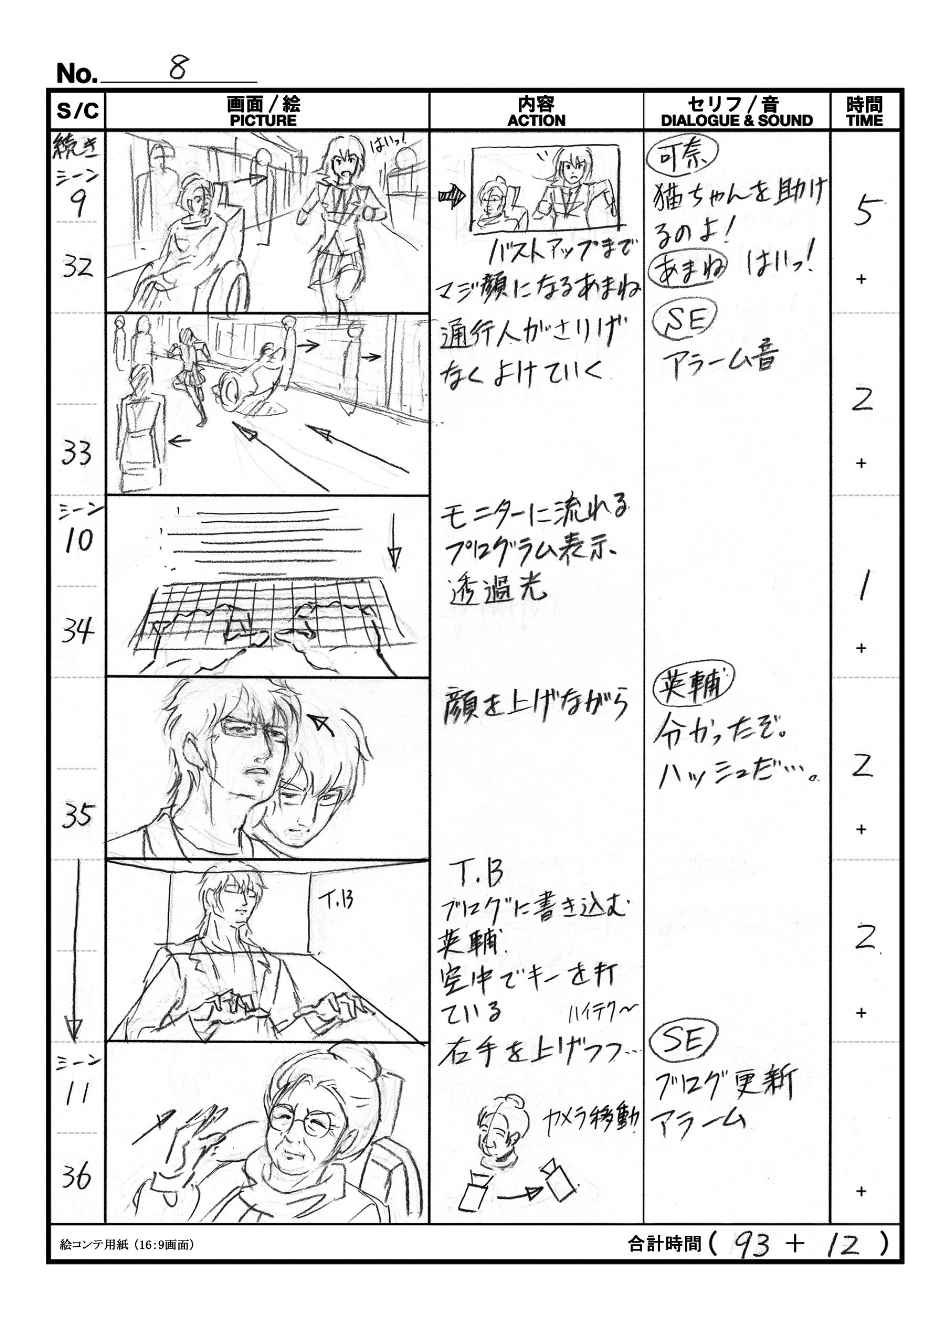 No. 8
S/C
画面/絵
PICTURE
内容
ACTION
セリフ/音
DIALOGUE & SOUND
時間
TIME
続き
シーン
9
32
はいっ!
バストアップまで
マジ顔になるあまね
可奈
猫ちゃんを助け
るのよ!
あまね はいっ!
5
+
33
通行人がさりげ
なくよけていく
SE
アラーム音
2
+
シーン
10
34
モニターに流れる
プログラム表示、
透過光
1
+
35
顔を上げながら
英輔
分かったぞ。
ハッシュだ…。
2
+
T.B
T.B
ブログに書き込む
英輔.
空中でキーを打
ている ハイテク〜
2
+
シーン
11
36
右手を上げつつ…
カメラ移動
SE
ブログ更新
アラーム
+
絵コンテ用紙(16:9画面)
合計時間( 93 + 12 )